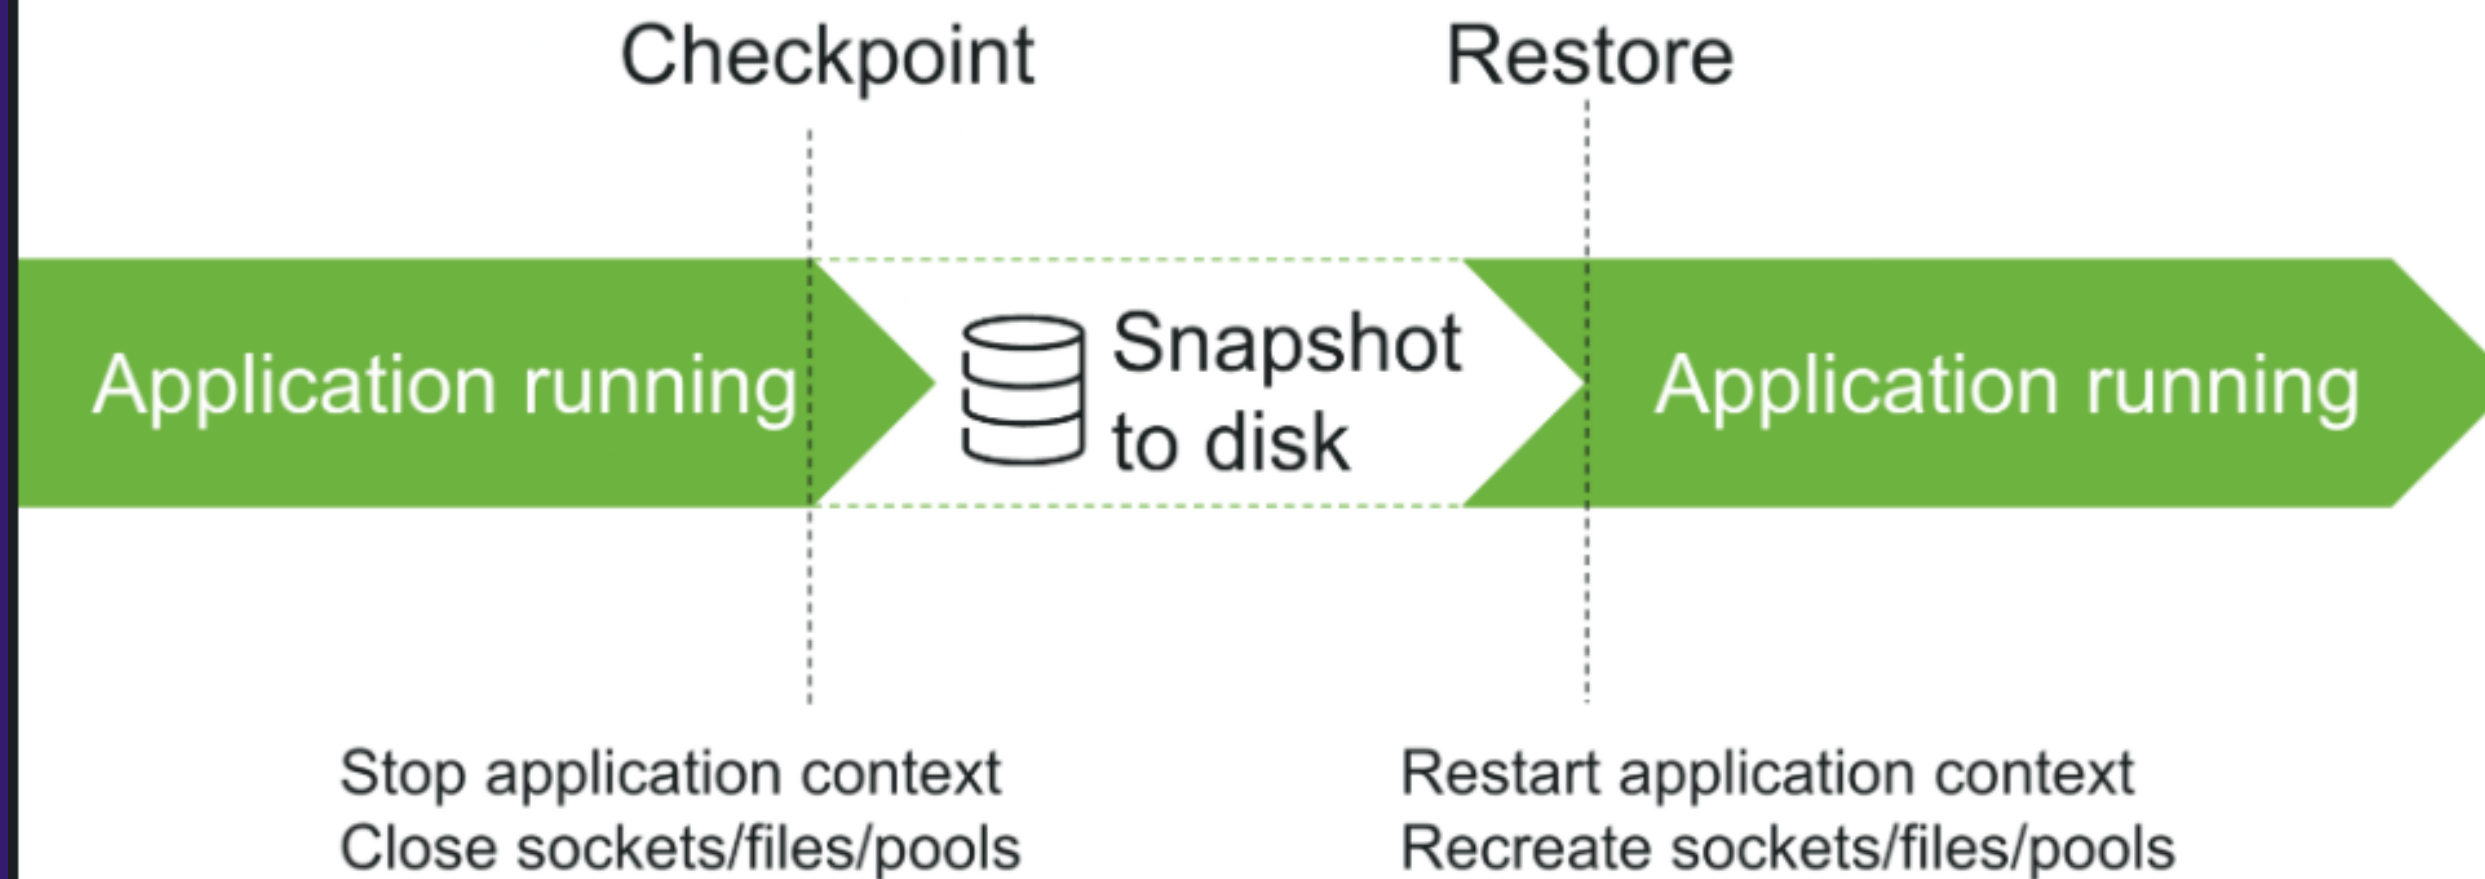 Checkpoint
Restore
Application running
Snapshot
to disk
Application running
Stop application context
Close sockets/files/pools
Restart application context
Recreate sockets/files/pools